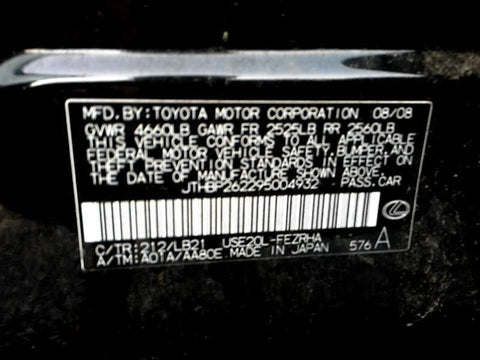 MFD. BY: TOYOTA MOTOR CORPORATION 08/08
GVWR 4660LB GAWR FR 2525LB RR 2560LB
THIS VEHICLE CONFORMS TO ALL APPLICABLE
FEDERAL MOTOR VEHICLE SAFETY, BUMPER, AND
THEFT PREVENTION STANDARDS IN EFFECT ON
THE DATE OF MANUFACTURE SHOWN ABOVE.
JTHBP262295004932 PASS. CAR
C/TR: 212/LB21 USE20L-FEZRHA
A/TM: A01A/AA80E MADE IN JAPAN 576 A